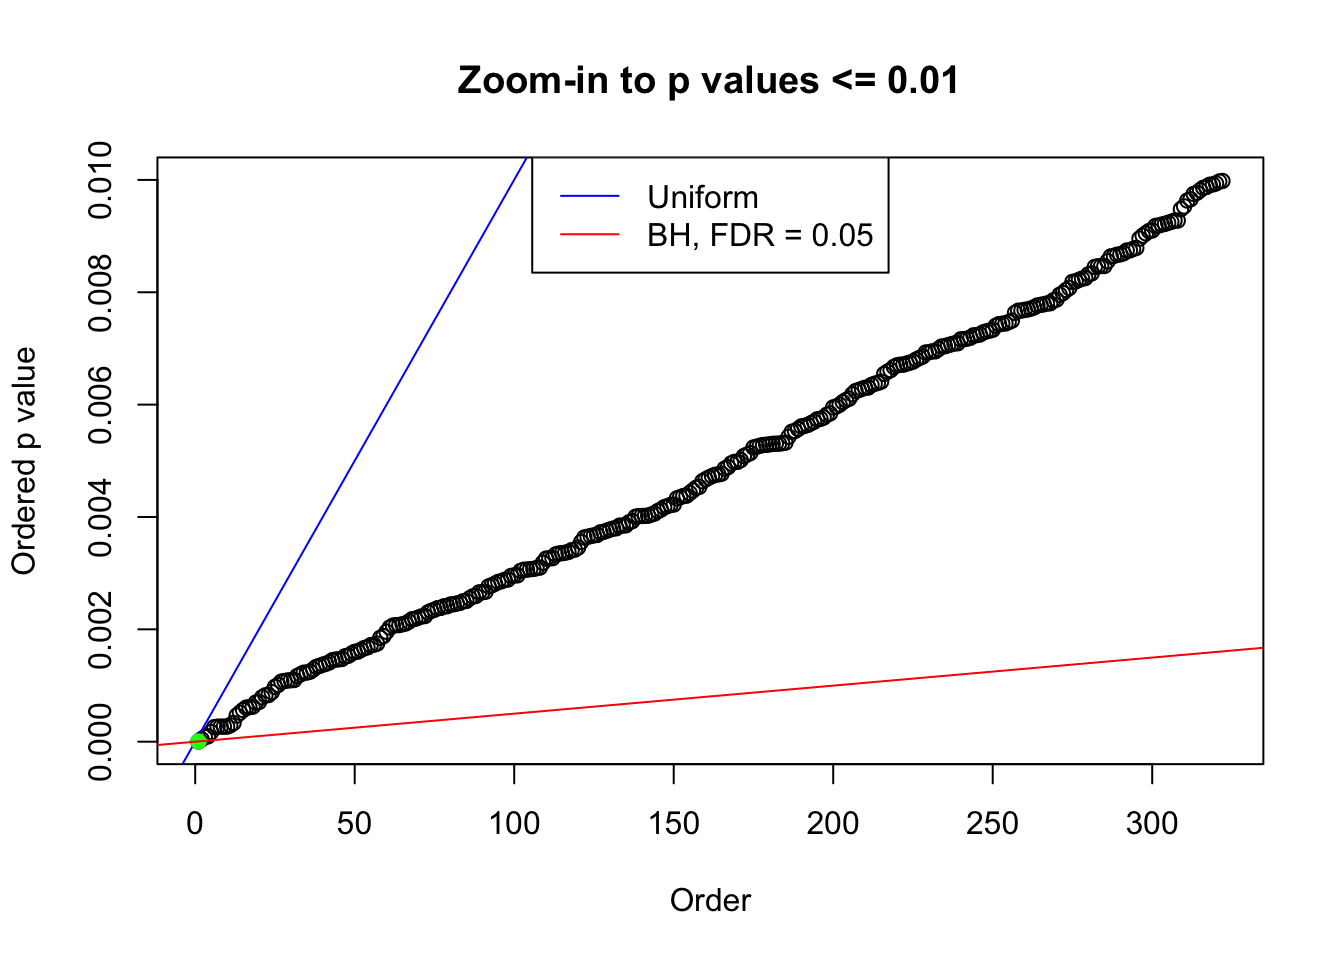 Zoom-in to p values <= 0.01
Uniform
BH, FDR = 0.05
Ordered p value
0.010
0.008
0.006
0.004
0.002
0.000
0 50 100 150 200 250 300
Order